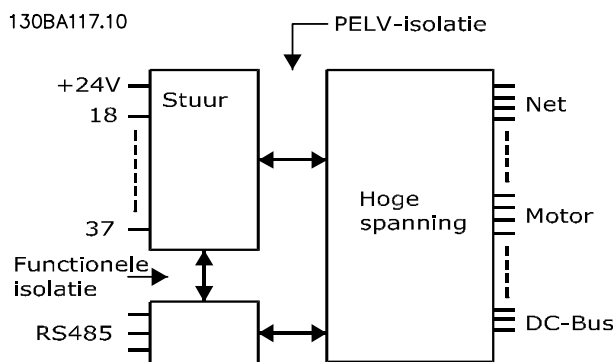 130BA117.10
PELV-isolatie
+24V
Stuur
18
Net
37
Hoge
spanning
Motor
Functionele
isolatie
RS485
DC-Bus